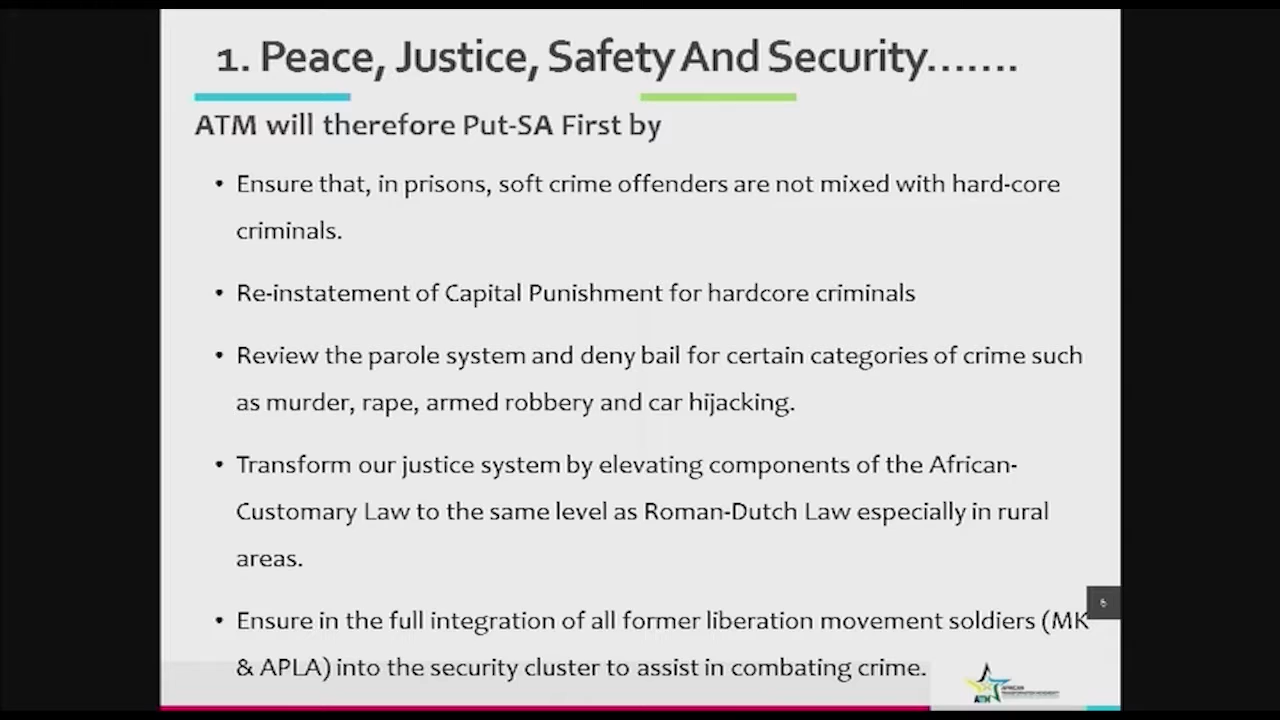 1. Peace, Justice, Safety And Security.......
ATM will therefore Put-SA First by
• Ensure that, in prisons, soft crime offenders are not mixed with hard-core
criminals.
• Re-instatement of Capital Punishment for hardcore criminals
• Review the parole system and deny bail for certain categories of crime such
as murder, rape, armed robbery and car hijacking.
• Transform our justice system by elevating components of the African-
Customary Law to the same level as Roman-Dutch Law especially in rural
areas.
6
• Ensure in the full integration of all former liberation movement soldiers (MK
& APLA) into the security cluster to assist in combating crime.
ATM
AFRICAN
TRANSFORMATION MOVEMENT